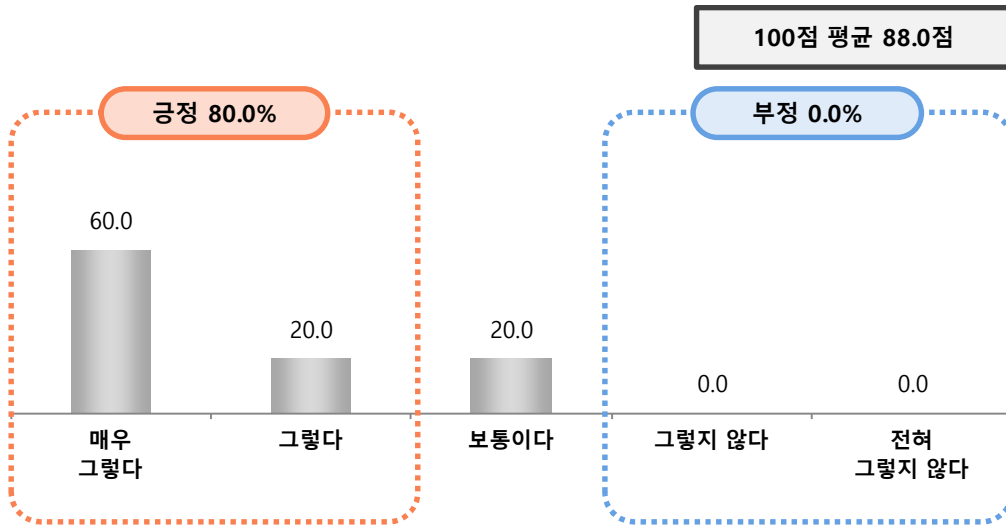 100점 평균 88.0점
긍정 80.0%
부정 0.0%
60.0
20.0
20.0
0.0
0.0
매우
그렇다
그렇다
보통이다
그렇지 않다
전혀
그렇지 않다